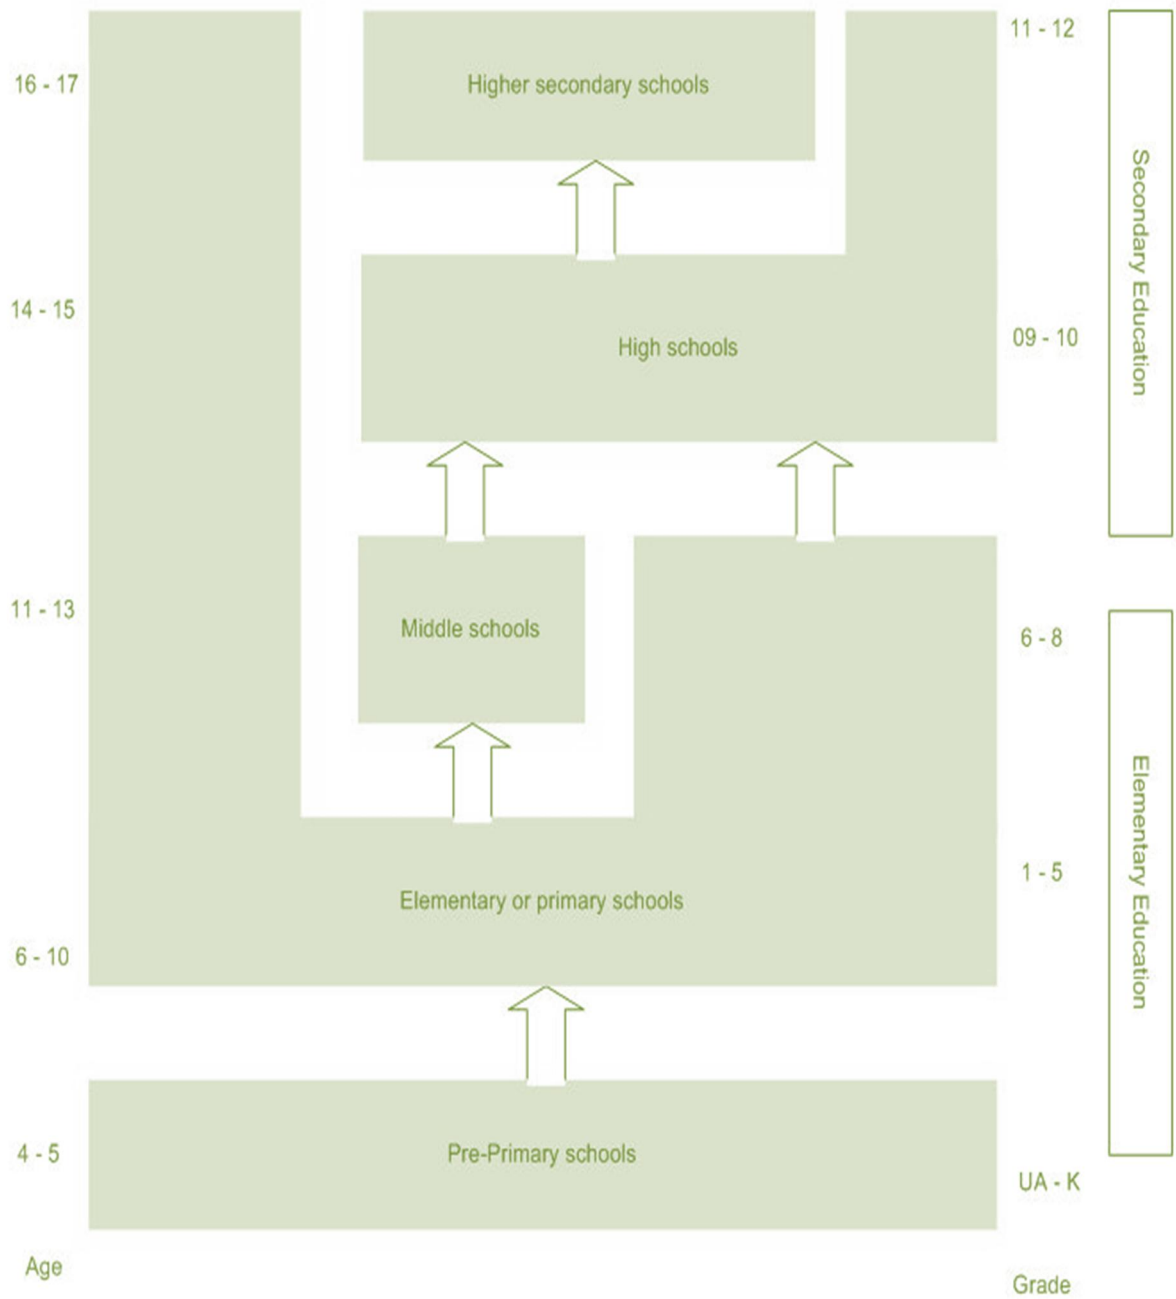 11 - 12
16 - 17
Higher secondary schools
Secondary Education
14 - 15
High schools
09 - 10
11 - 13
Middle schools
6 - 8
Elementary Education
1 - 5
Elementary or primary schools
6 - 10
4 - 5
Pre-Primary schools
UA - K
Age
Grade